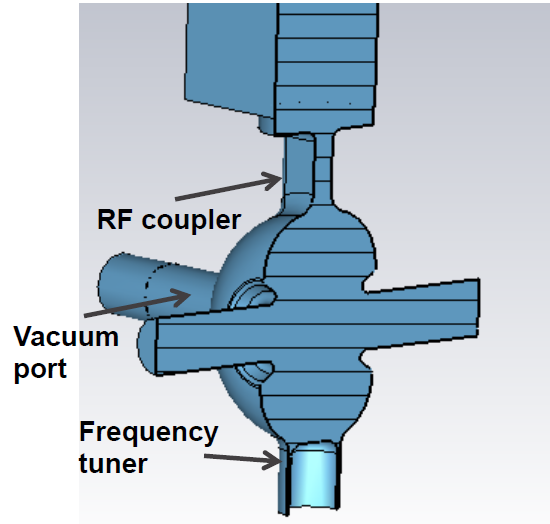 RF coupler
Vacuum
port
Frequency
tuner